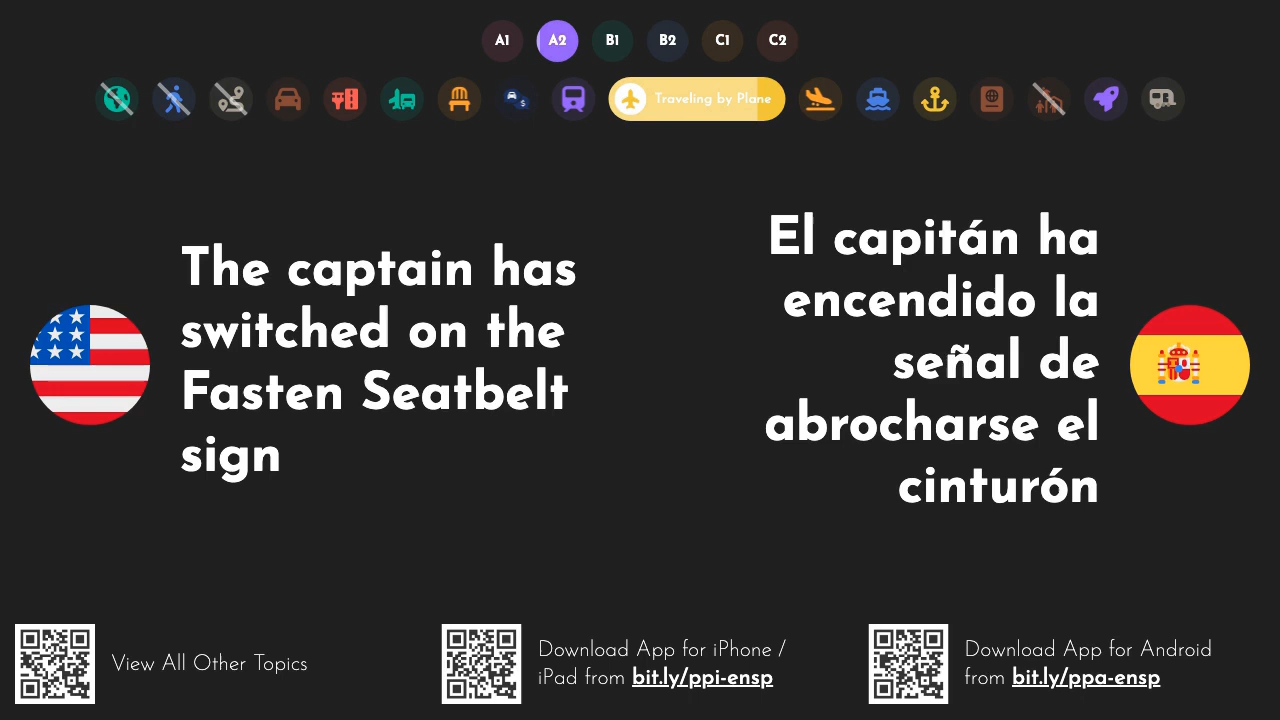 A1 A2 B1 B2 C1 C2
Traveling by Plane
The captain has
switched on the
Fasten Seatbelt
sign
El capitán ha
encendido la
señal de
abrocharse el
cinturón
View All Other Topics
Download App for iPhone /
iPad from bit.ly/ppi-ensp
Download App for Android
from bit.ly/ppa-ensp